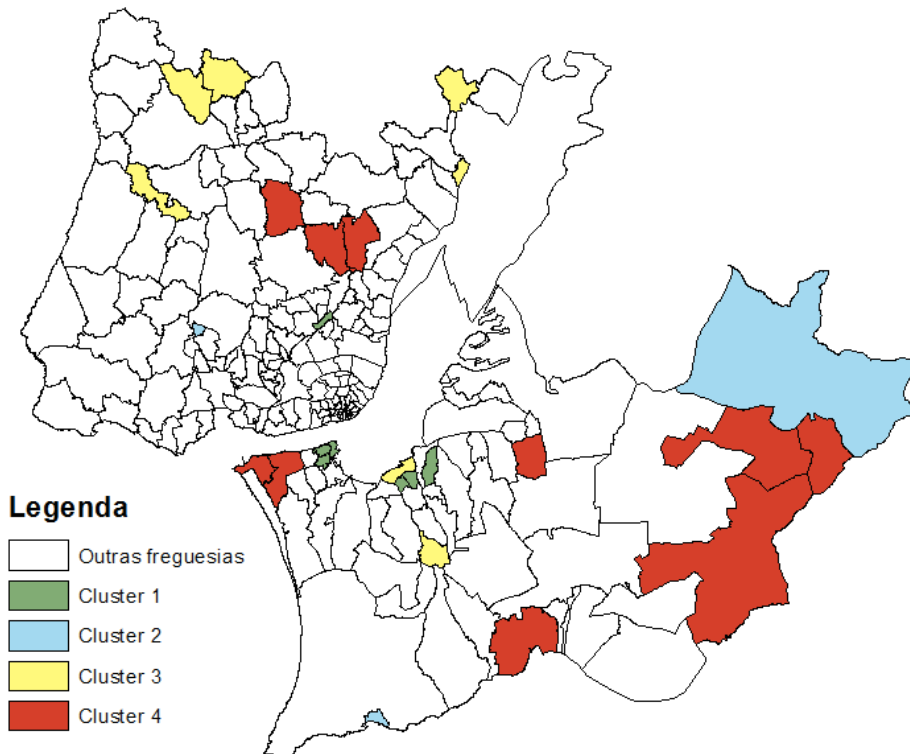 Legenda
Outras freguesias
Cluster 1
Cluster 2
Cluster 3
Cluster 4